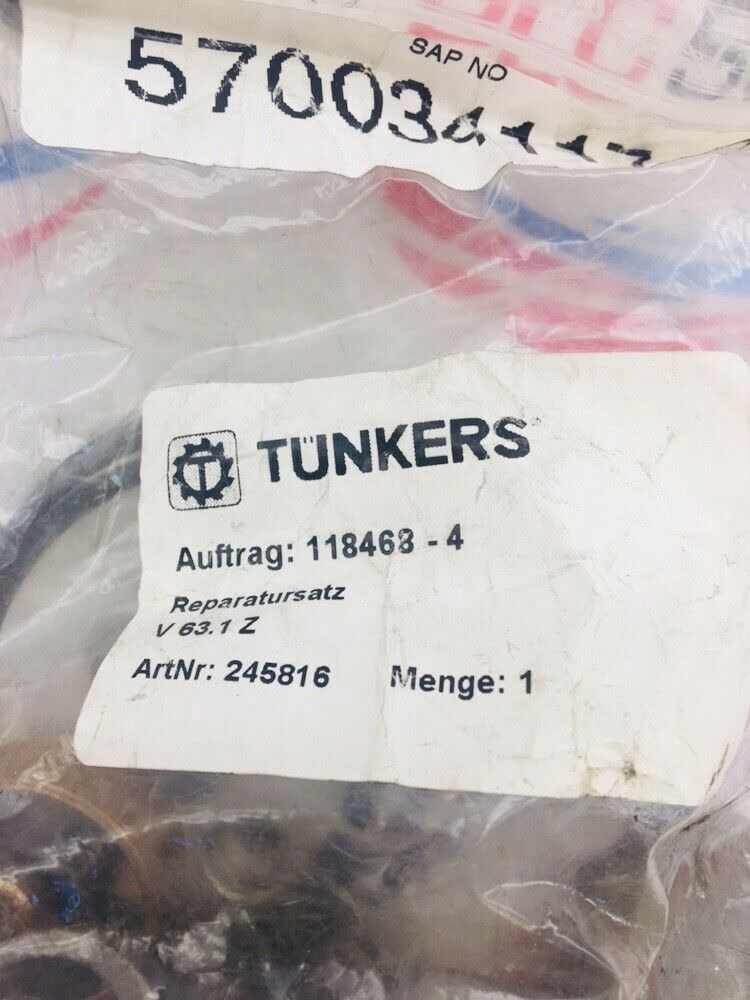 SAP NO
TÜNKERS
Auftrag: 118468 - 4
Reparatursatz
V 63.1 Z
ArtNr: 245816 Menge: 1